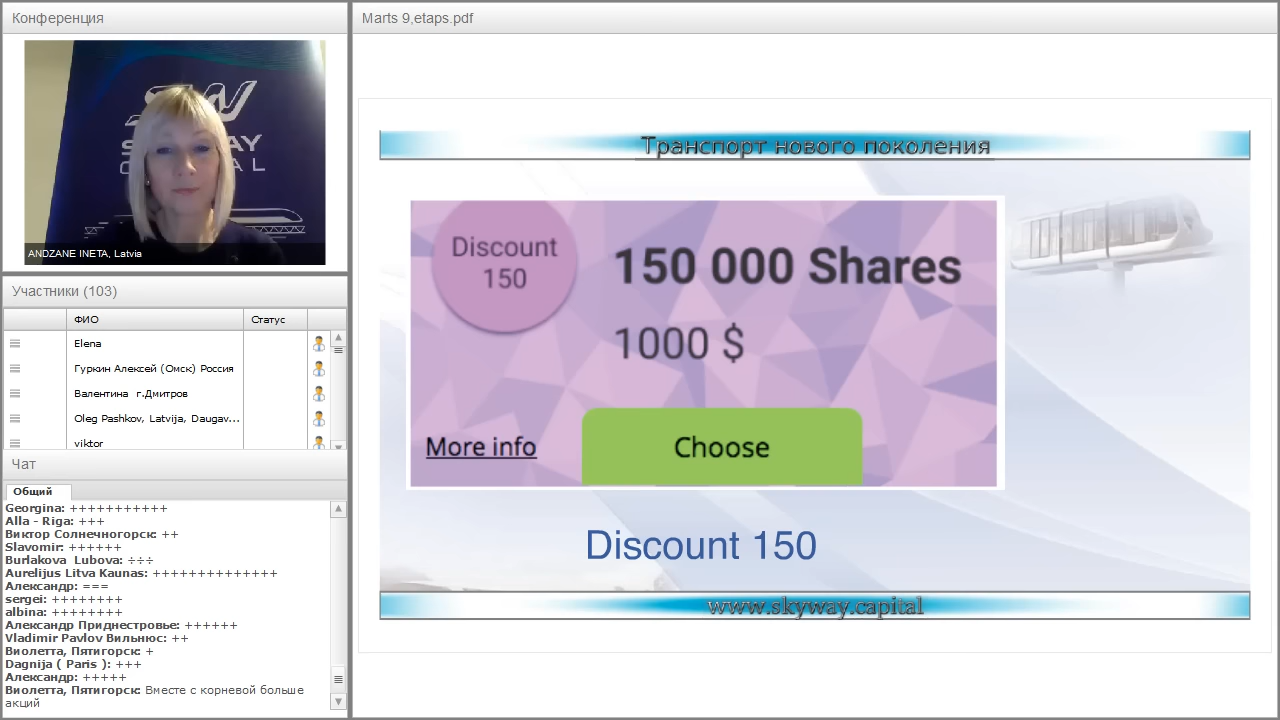 Конференция
ANDZANE INETA, Latvia
Участники (103)
ФИО
Статус
Elena
Гуркин Алексей (Омск) Россия
Валентина г.Дмитров
Oleg Pashkov, Latvija, Daugav...
viktor
Чат
Общий
Georgina: +++++++++++
Alla - Riga: +++
Виктор Солнечногорск: ++
Slavomir: ++++++
Burlakova Lubova: ÷÷÷
Aurelijus Litva Kaunas: ++++++++++++++
Александр: ===
sergei: ++++++++
albina: ++++++++
Александр Приднестровье: ++++++
Vladimir Pavlov Вильнюс: ++
Виолетта, Пятигорск: +
Dagnija ( Paris ): +++
Александр: +++++
Виолетта, Пятигорск: Вместе с корневой больше
акций
Marts 9,etaps.pdf
Транспорт нового поколения
Discount
150
150 000 Shares
1000 $
More info
Choose
Discount 150
www.skyway.capital